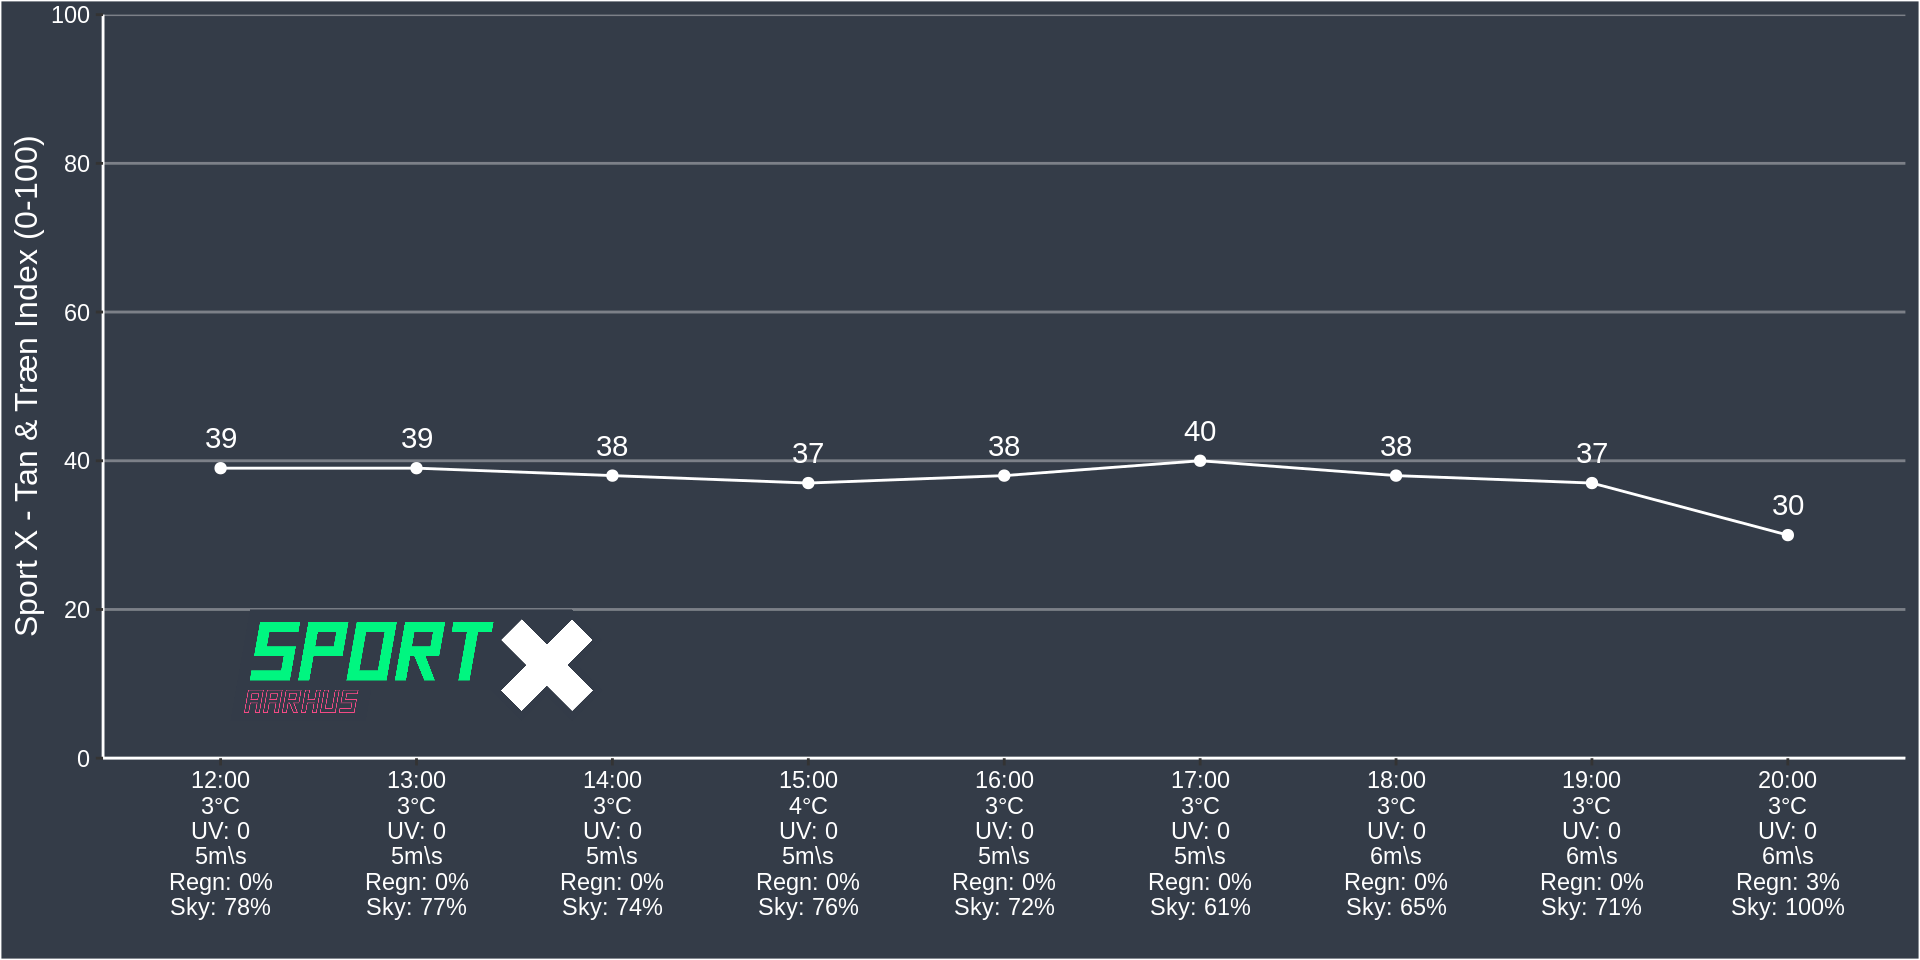 Sport X - Tan & Træn Index (0-100)
100
80
60
40
20
0
39
39
38
37
38
40
38
37
30
SPORT X
AARHUS
12:00 13:00 14:00 15:00 16:00 17:00 18:00 19:00 20:00
3°C 3°C 3°C 4°C 3°C 3°C 3°C 3°C 3°C
UV: 0 UV: 0 UV: 0 UV: 0 UV: 0 UV: 0 UV: 0 UV: 0 UV: 0
5m\s 5m\s 5m\s 5m\s 5m\s 5m\s 6m\s 6m\s 6m\s
Regn: 0% Regn: 0% Regn: 0% Regn: 0% Regn: 0% Regn: 0% Regn: 0% Regn: 0% Regn: 3%
Sky: 78% Sky: 77% Sky: 74% Sky: 76% Sky: 72% Sky: 61% Sky: 65% Sky: 71% Sky: 100%